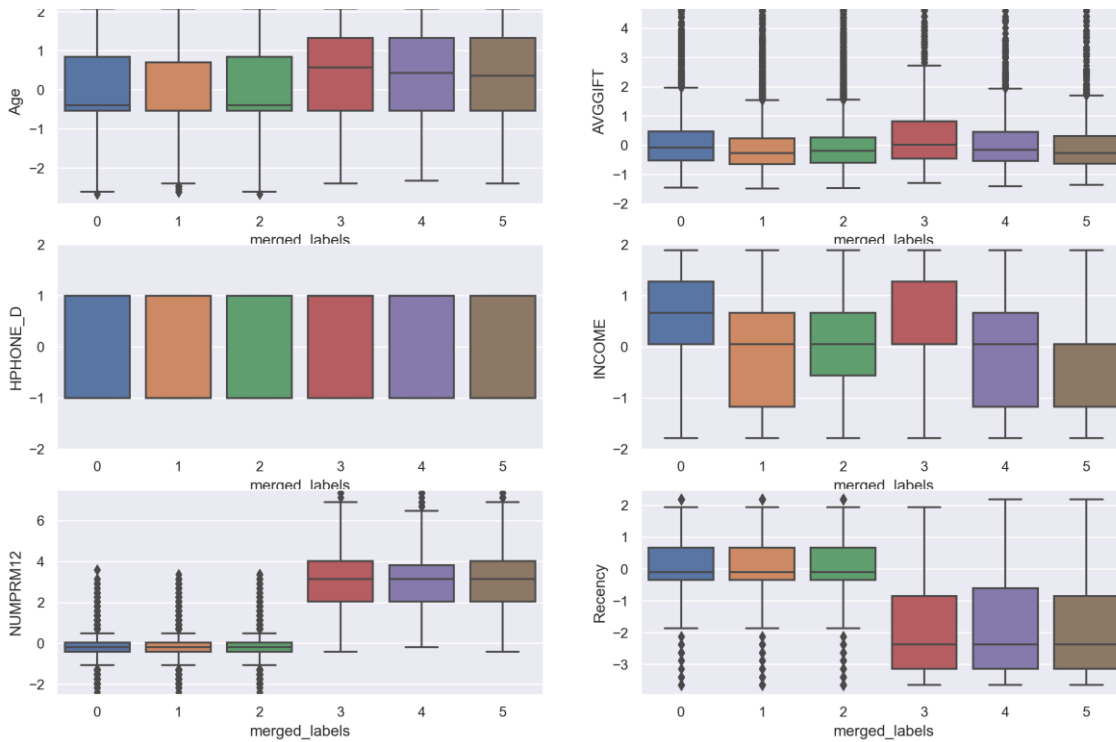 2
1
0
−1
−2
Age
0 1 2 3 4 5
merged_labels
4
3
2
1
0
−1
−2
AVGGIFT
0 1 2 3 4 5
merged_labels
2
1
0
−1
−2
HPHONE_D
0 1 2 3 4 5
merged_labels
2
1
0
−1
−2
INCOME
0 1 2 3 4 5
merged_labels
6
4
2
0
−2
NUMPRM12
0 1 2 3 4 5
merged_labels
2
1
0
−1
−2
−3
Recency
0 1 2 3 4 5
merged_labels